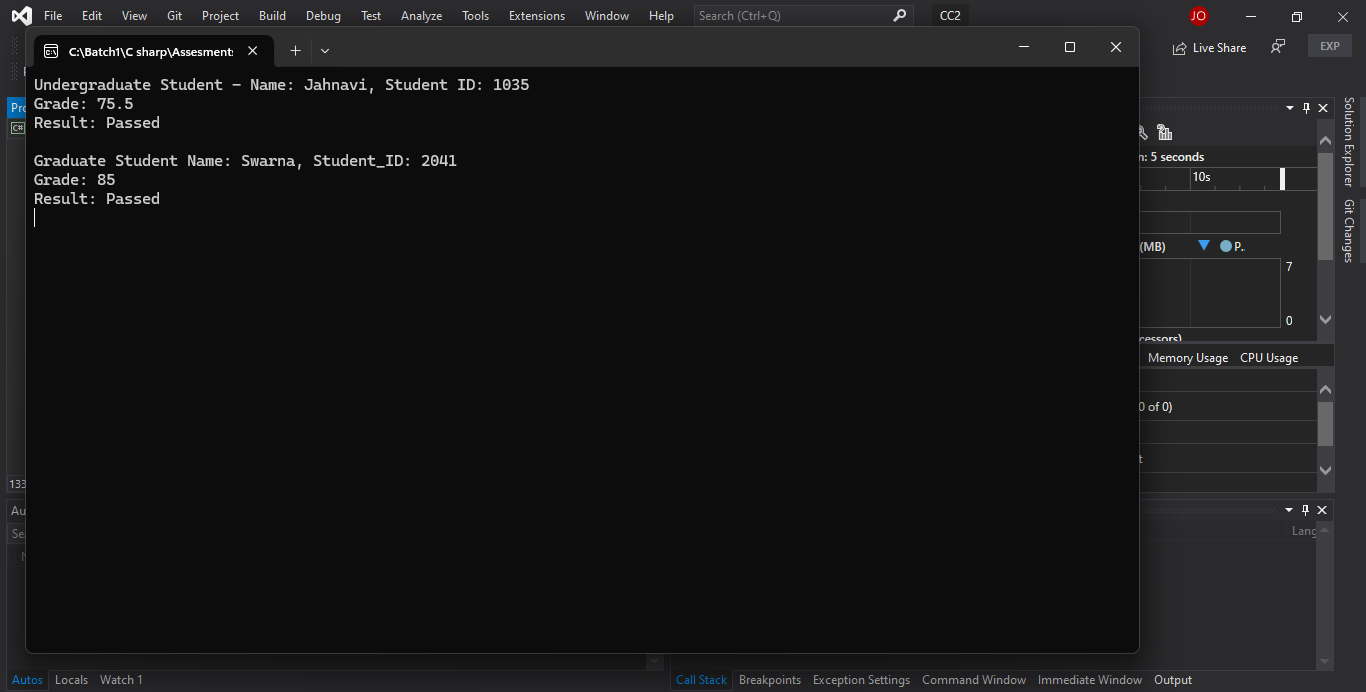 File Edit View Git Project Build Debug Test Analyze Tools Extensions Window Help Search (Ctrl+Q) CC2 JO
C:\Batch1\C sharp\Assesment:
Live Share
EXP
Undergraduate Student - Name: Jahnavi, Student ID: 1035
Grade: 75.5
Result: Passed
Graduate Student Name: Swarna, Student_ID: 2041
Grade: 85
Result: Passed
C#
5 seconds
10s
(MB) P..
7
0
Memory Usage CPU Usage
0 of 0)
133
Lang
Solution Explorer
Git Changes
Autos Locals Watch 1
Call Stack Breakpoints Exception Settings Command Window Immediate Window Output